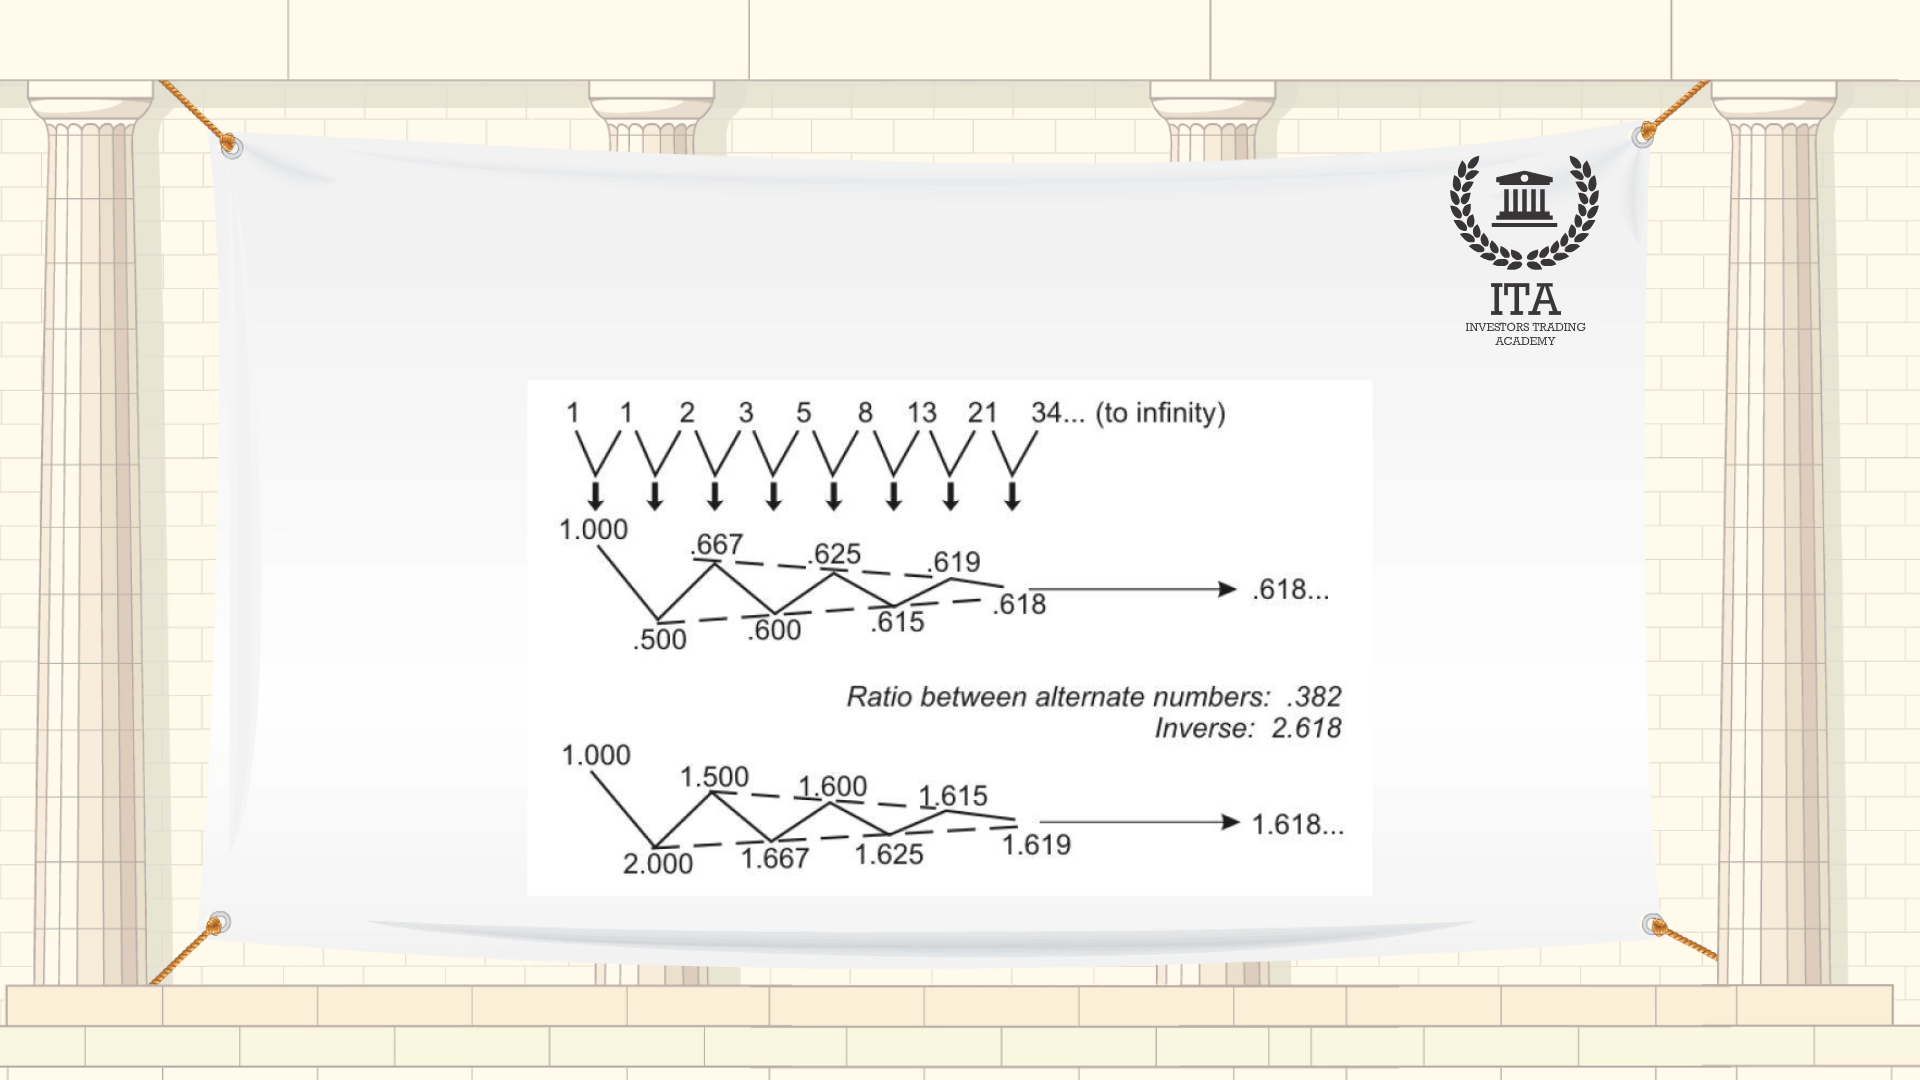 ITA
INVESTORS TRADING
ACADEMY
1 1 2 3 5 8 13 21 34... (to infinity)
1.000
.667 .625 .619
.618...
.500 .600 .615 .618
Ratio between alternate numbers: .382
Inverse: 2.618
1.000
1.500 1.600 1.615
1.618...
2.000 1.667 1.625 1.619